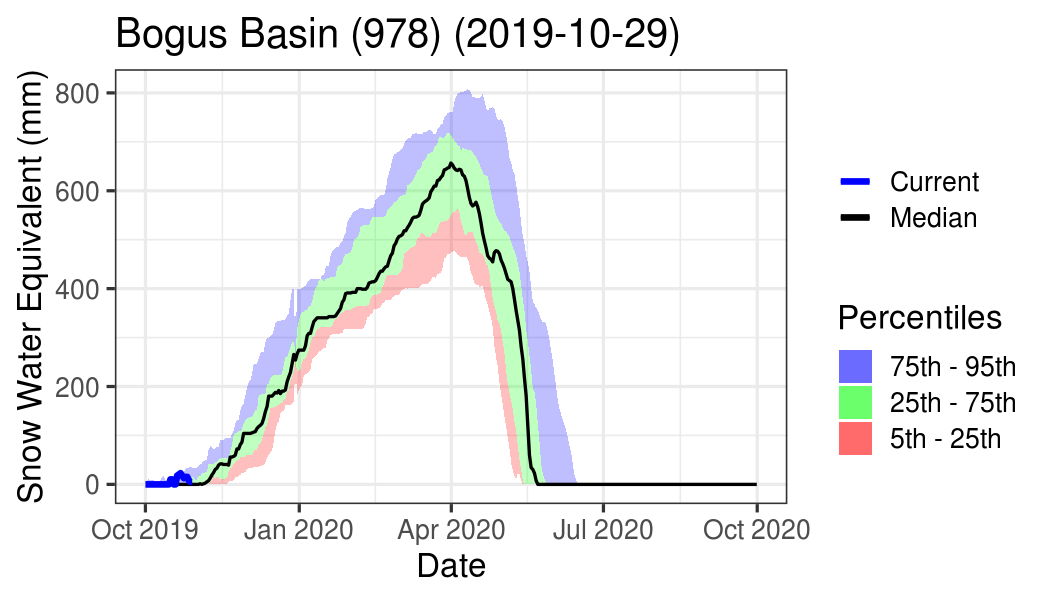 Bogus Basin (978) (2019-10-29)
Snow Water Equivalent (mm)
800
600
400
200
0
Oct 2019
Jan 2020
Apr 2020
Jul 2020
Oct 2020
Date
Current
Median
Percentiles
75th - 95th
25th - 75th
5th - 25th